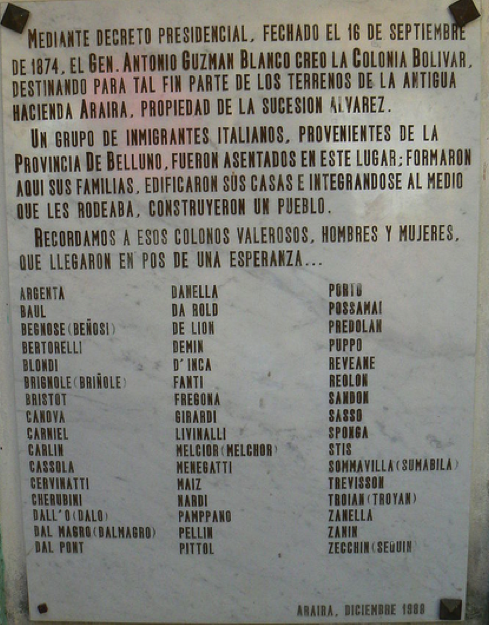 MEDIANTE DECRETO PRESIDENCIAL, FECHADO EL 16 DE SEPTIEMBRE
DE 1874, EL GEN. ANTONIO GUZMAN BLANCO CREO LA COLONIA BOLIVAR,
DESTINANDO PARA TAL FIN PARTE DE LOS TERRENOS DE LA ANTIGUA
HACIENDA ARAIRA, PROPIEDAD DE LA SUCESION ALVAREZ.
UN GRUPO DE INMIGRANTES ITALIANOS, PROVENIENTES DE LA
PROVINCIA DE BELLUNO, FUERON ASENTADOS EN ESTE LUGAR; FORMARON
AQUI SUS FAMILIAS, EDIFICARON SUS CASAS E INTEGRANDOSE AL MEDIO
QUE LES RODEABA, CONSTRUYERON UN PUEBLO.
RECORDAMOS A ESOS COLONOS VALEROSOS, HOMBRES Y MUJERES,
QUE LLEGARON EN POS DE UNA ESPERANZA...
ARGENTA
BAUL
BEGNOSE (BEÑOSI)
BERTORELLI
BLONDI
BRIGNOLE (BRIÑOLE)
BRISTOT
CANOVA
CARNIEL
CARLIN
CASSOLA
CERVINATTI
CHERUBINI
DALL'O (DALO)
DAL MAGRO (DALMAGRO)
DAL PONT
DANELLA
DA ROLD
DE LION
DEMIN
D'INCA
FANTI
FREGONA
GIRARDI
LIVINALLI
MELCIOR (MELCHOR)
MENEGATTI
MAIZ
NARDI
PAMPPANO
PELLIN
PITTOL
PORTO
POSSAMAI
PREDOLAN
PUPPO
REVEANE
REOLON
SANDON
SASSO
SPONGA
STIS
SOMMAVILLA (SUMABILA)
TREVISSON
TROIAN (TROYAN)
ZANELLA
ZANIN
ZECCHIN (SEQUIN)
ARAIRA, DICIEMBRE